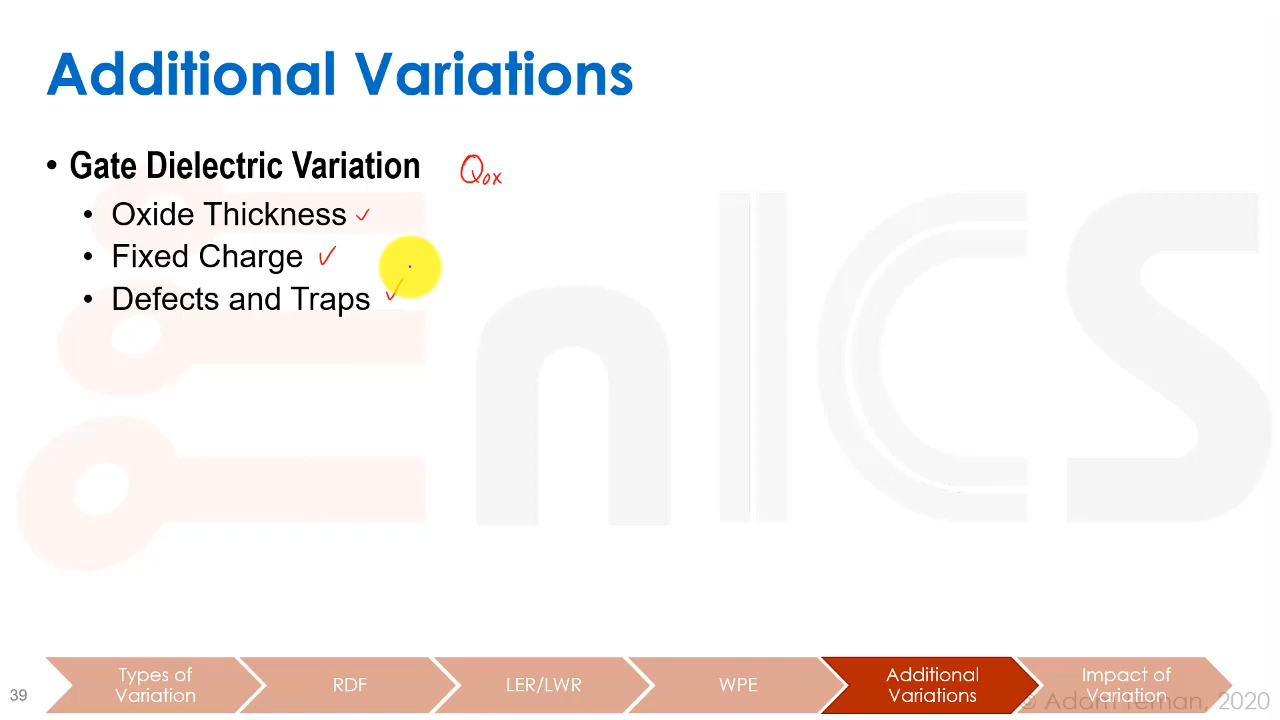 Additional Variations
• Gate Dielectric Variation Qox
• Oxide Thickness ✓
• Fixed Charge ✓
• Defects and Traps ✓
EnICS
Types of
Variation
RDF
LER/LWR
WPE
Additional
Variations
Impact of
Variation
39
© Adam Teman, 2020